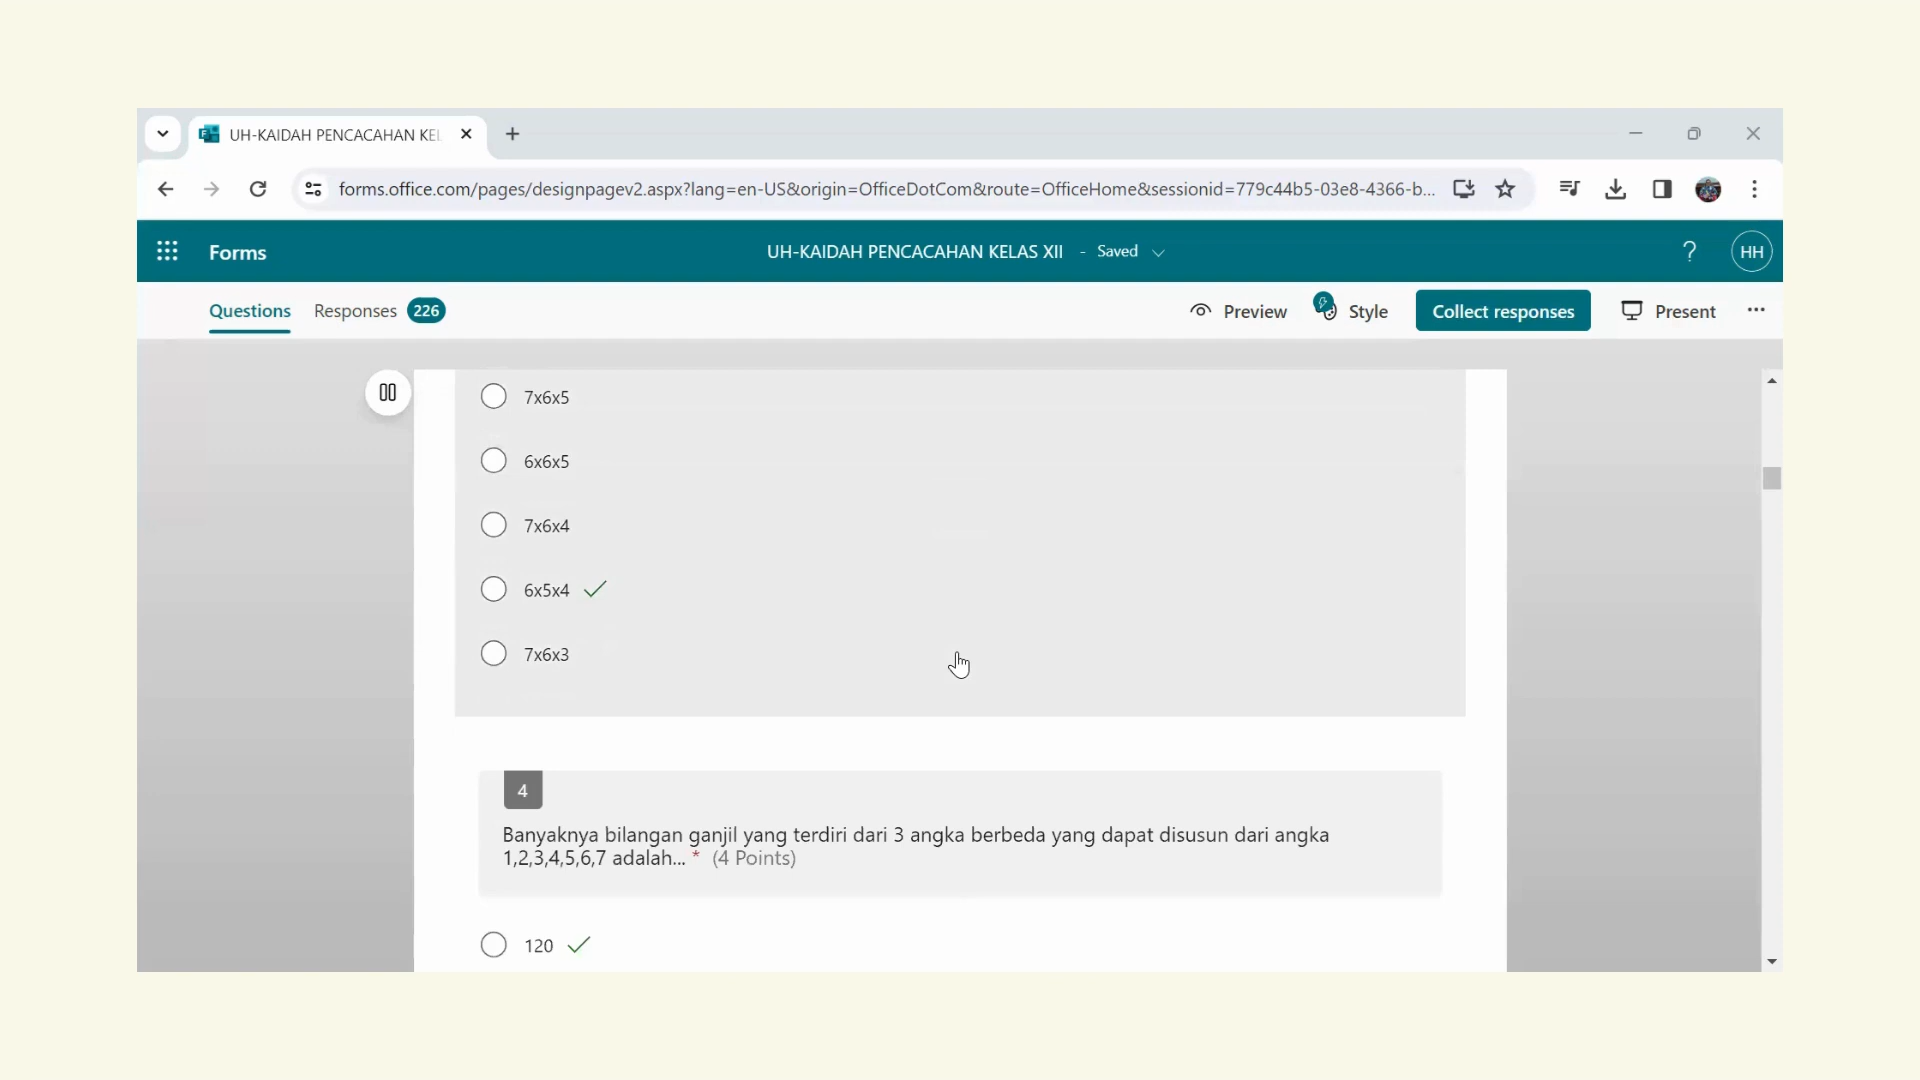 UH-KAIDAH PENCACAHAN KEL
forms.office.com/pages/designpagev2.aspx?lang=en-US&origin=OfficeDotCom&route=OfficeHome&sessionid=779c44b5-03e8-4366-b...
Forms
UH-KAIDAH PENCACAHAN KELAS XII - Saved
?
HH
Questions
Responses 226
Preview
Style
Collect responses
Present
7x6x5
6x6x5
7x6x4
6x5x4
7x6x3
4
Banyaknya bilangan ganjil yang terdiri dari 3 angka berbeda yang dapat disusun dari angka
1,2,3,4,5,6,7 adalah... * (4 Points)
120